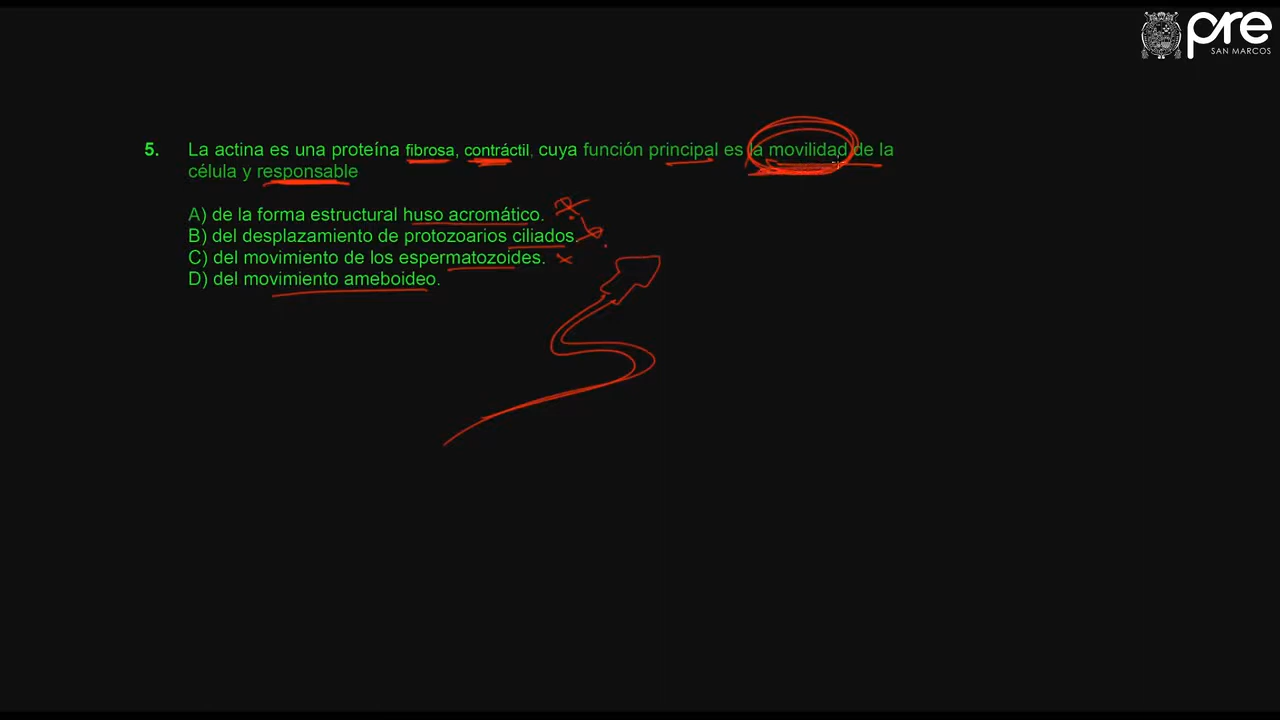 pre
SAN MARCOS
5. La actina es una proteína fibrosa, contráctil, cuya función principal es la movilidad de la
célula y responsable
A) de la forma estructural huso acromático.
B) del desplazamiento de protozoarios ciliados.
C) del movimiento de los espermatozoides.
D) del movimiento ameboideo.